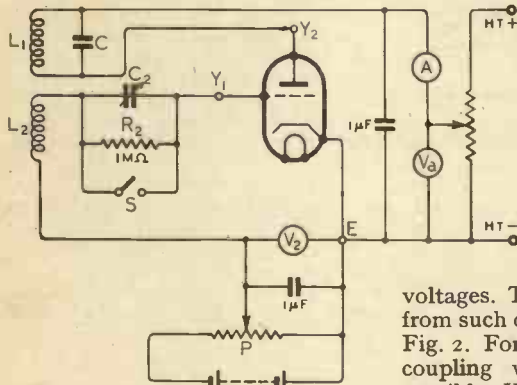 HT+
L₁
C
Y₂
C₂
Y₁
A
L₂
R₂
1MΩ
1μF
Va
S
V₂
E
HT−
1μF
P
voltages. T
from such c
Fig. 2. For
coupling v